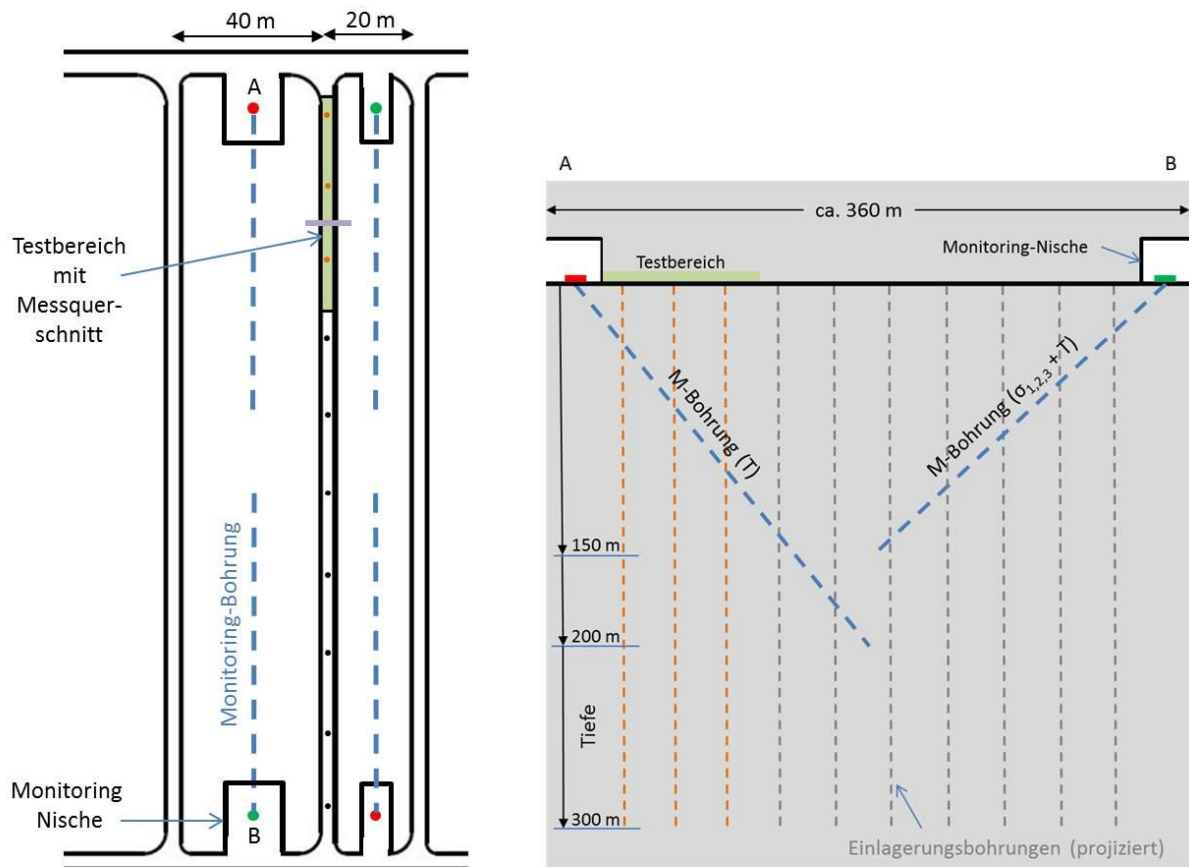 40 m
20 m
A
Testbereich
mit
Messquer-
schnitt
Monitoring-Bohrung
Monitoring
Nische
B
A
B
ca. 360 m
Monitoring-Nische
Testbereich
M-Bohrung (T)
M-Bohrung (σ1,2,3 + T)
150 m
200 m
Tiefe
300 m
Einlagerungsbohrungen (projiziert)